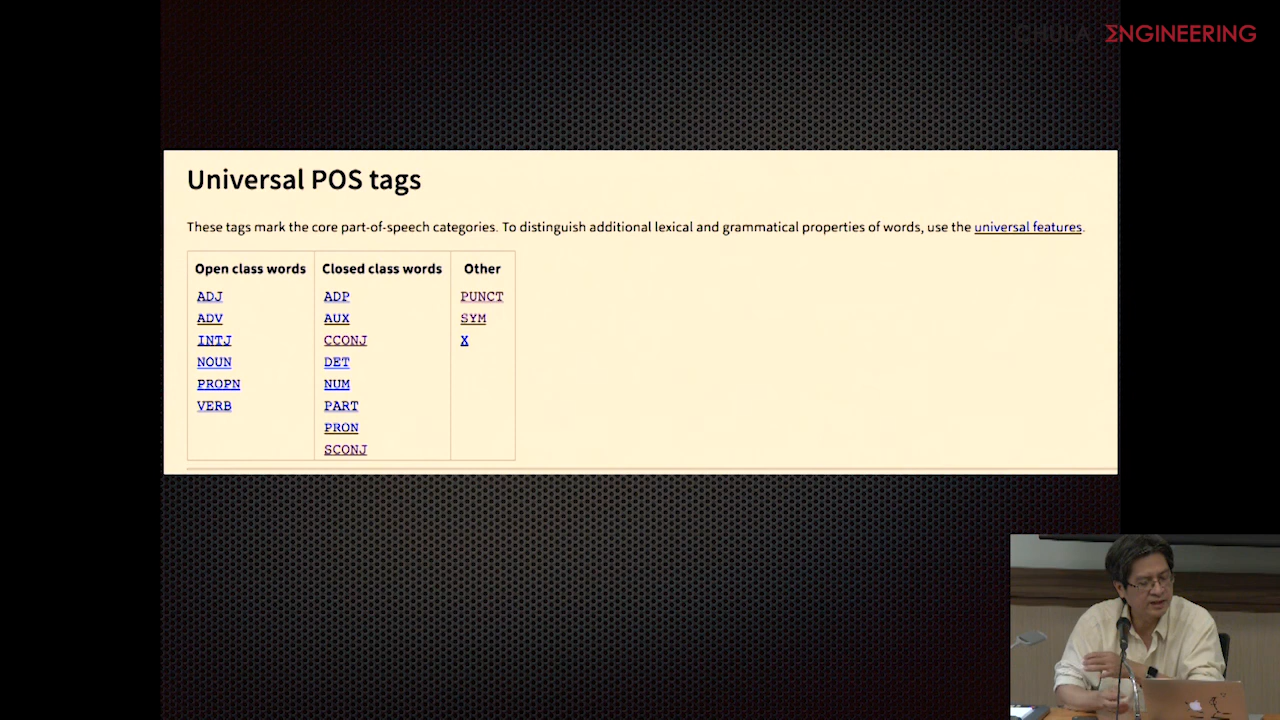 CHULA ΣNGINEERING
Universal POS tags
These tags mark the core part-of-speech categories. To distinguish additional lexical and grammatical properties of words, use the universal features.
Open class words Closed class words Other
ADJ ADP PUNCT
ADV AUX SYM
INTJ CCONJ X
NOUN DET
PROPN NUM
VERB PART
PRON
SCONJ